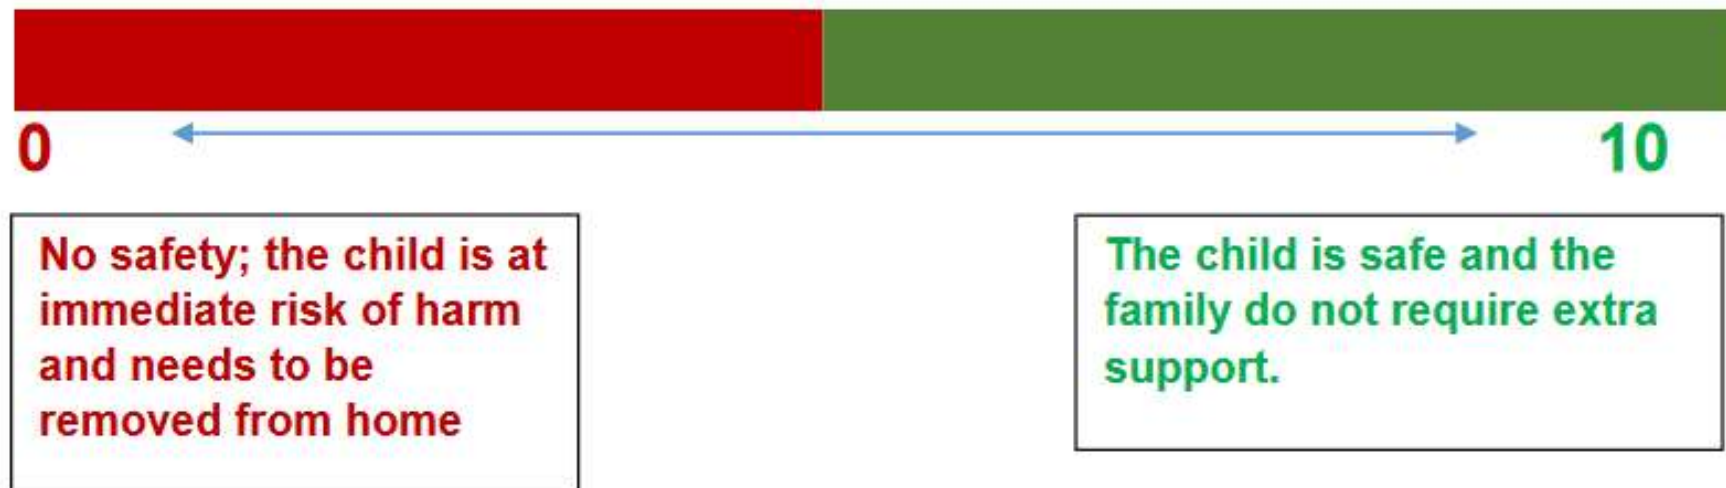 0
10
No safety; the child is at
immediate risk of harm
and needs to be
removed from home
The child is safe and the
family do not require extra
support.